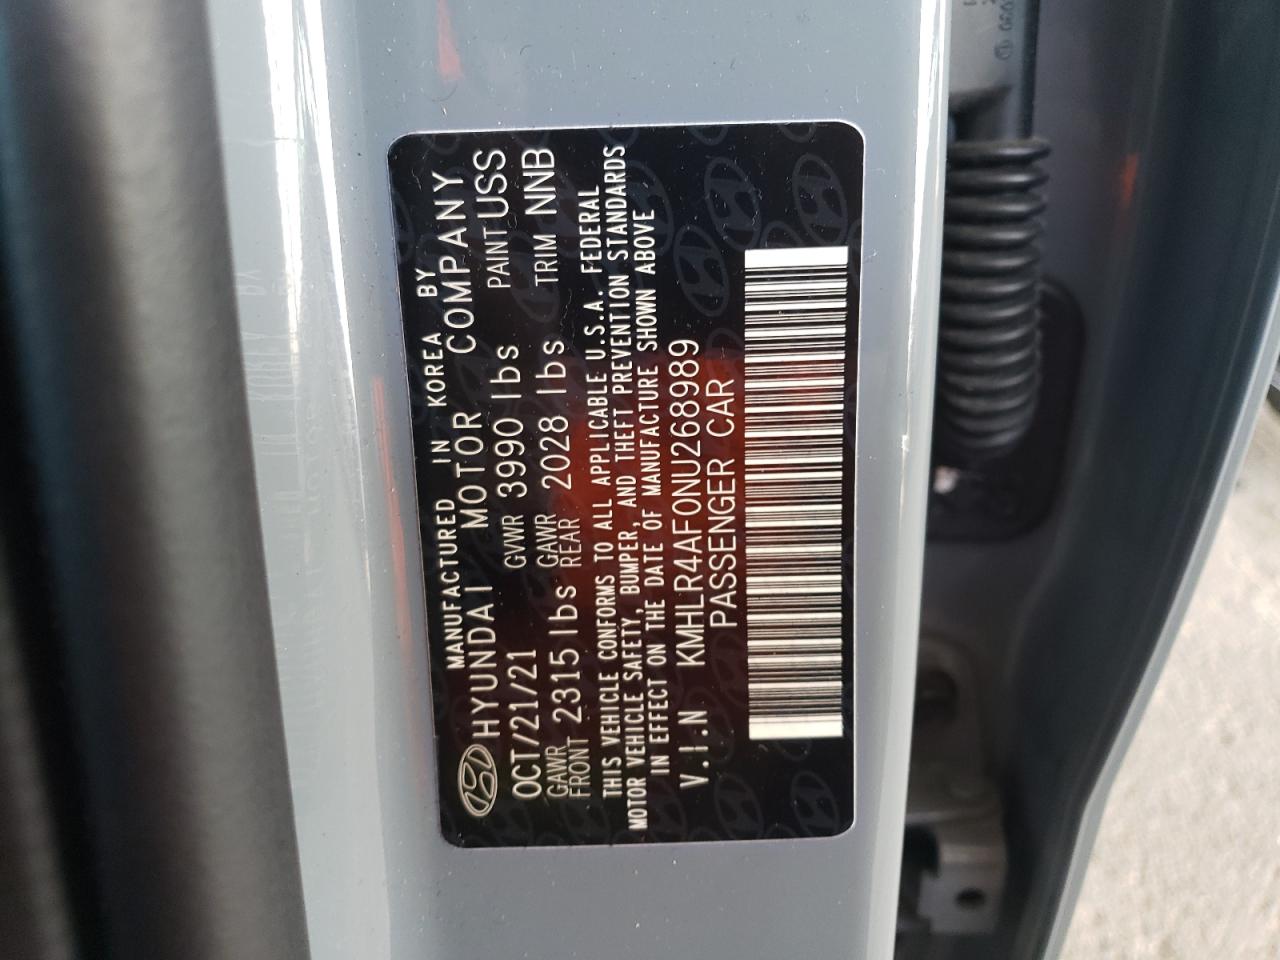 MANUFACTURED IN KOREA BY
HYUNDAI MOTOR COMPANY
OCT/21/21 GVWR 3990 lbs PAINT USS
GAWR FRONT 2315 lbs GAWR REAR 2028 lbs TRIM NNB
THIS VEHICLE CONFORMS TO ALL APPLICABLE U.S.A. FEDERAL
MOTOR VEHICLE SAFETY, BUMPER, AND THEFT PREVENTION STANDARDS
IN EFFECT ON THE DATE OF MANUFACTURE SHOWN ABOVE
V.I.N KMHLR4AF0NU268989
PASSENGER CAR